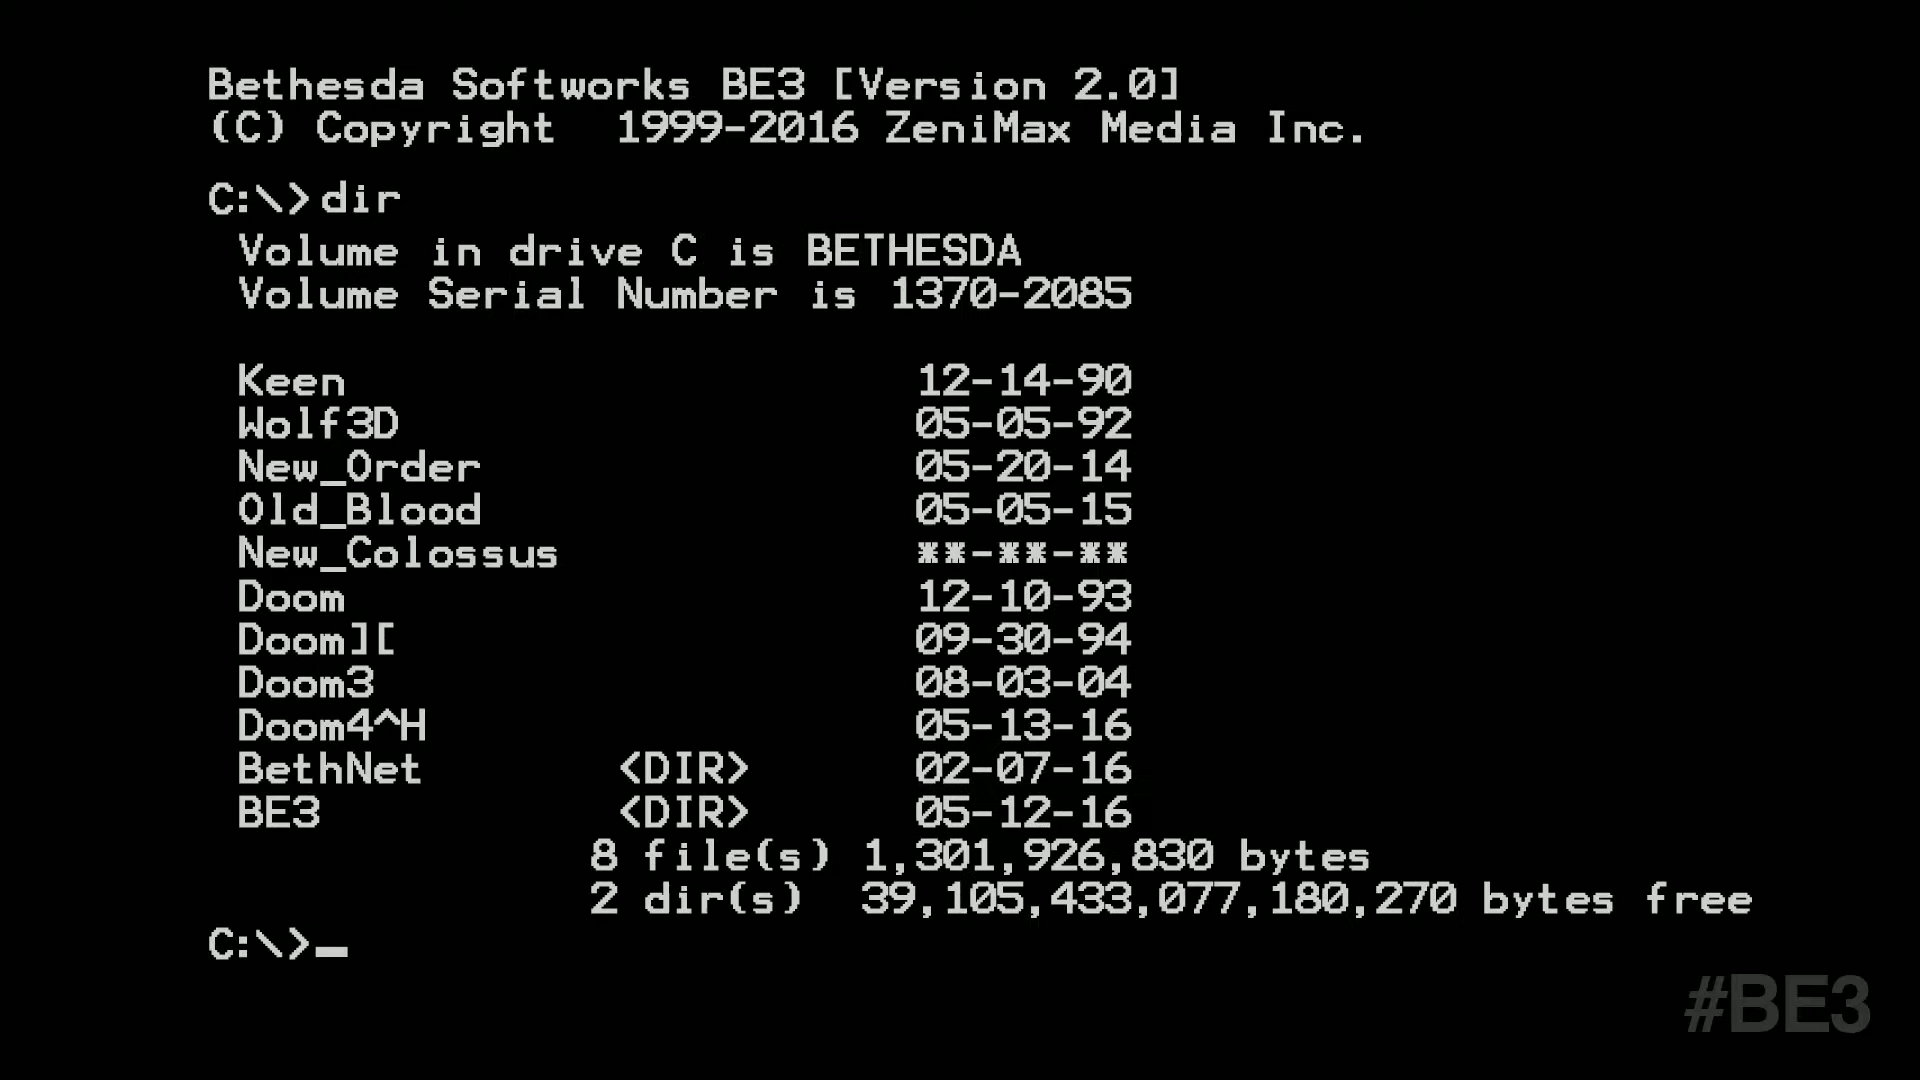 Bethesda Softworks BE3 [Version 2.0]
(C) Copyright  1999-2016 ZeniMax Media Inc.
C:\>dir
Volume in drive C is BETHESDA
Volume Serial Number is 1370-2085
Keen 12-14-90
Wolf3D 05-05-92
New_Order 05-20-14
Old_Blood 05-05-15
New_Colossus **-**-**
Doom 12-10-93
Doom][ 09-30-94
Doom3 08-03-04
Doom4^H 05-13-16
BethNet <DIR> 02-07-16
BE3 <DIR> 05-12-16
8 file(s) 1,301,926,830 bytes
2 dir(s)  39,105,433,077,180,270 bytes free
C:\>_
#BE3